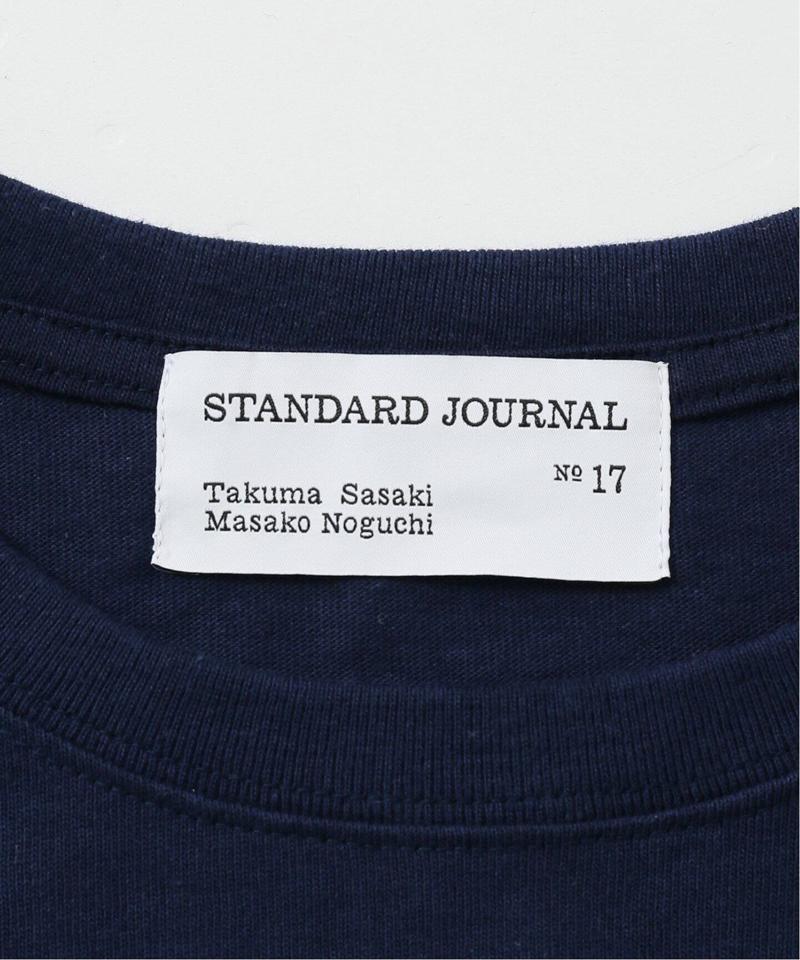 STANDARD JOURNAL
Nº 17
Takuma Sasaki
Masako Noguchi